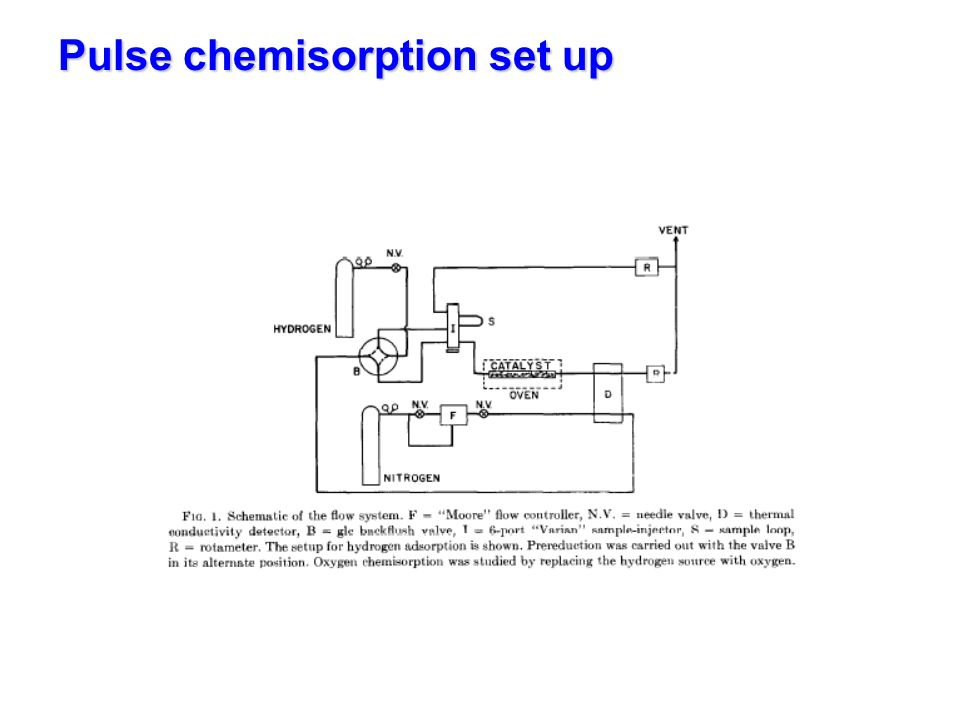 Pulse chemisorption set up
VENT
N.V.
R
HYDROGEN
I
S
B
CATALYST
R
OVEN
D
N.V.
N.V.
F
NITROGEN
FIG. 1. Schematic of the flow system. F = "Moore" flow controller, N.V. = needle valve, D = thermal
conductivity detector, B = glc backflush valve, I = 6-port "Varian" sample-injector, S = sample loop,
R = rotameter. The setup for hydrogen adsorption is shown. Prereduction was carried out with the valve B
in its alternate position. Oxygen chemisorption was studied by replacing the hydrogen source with oxygen.